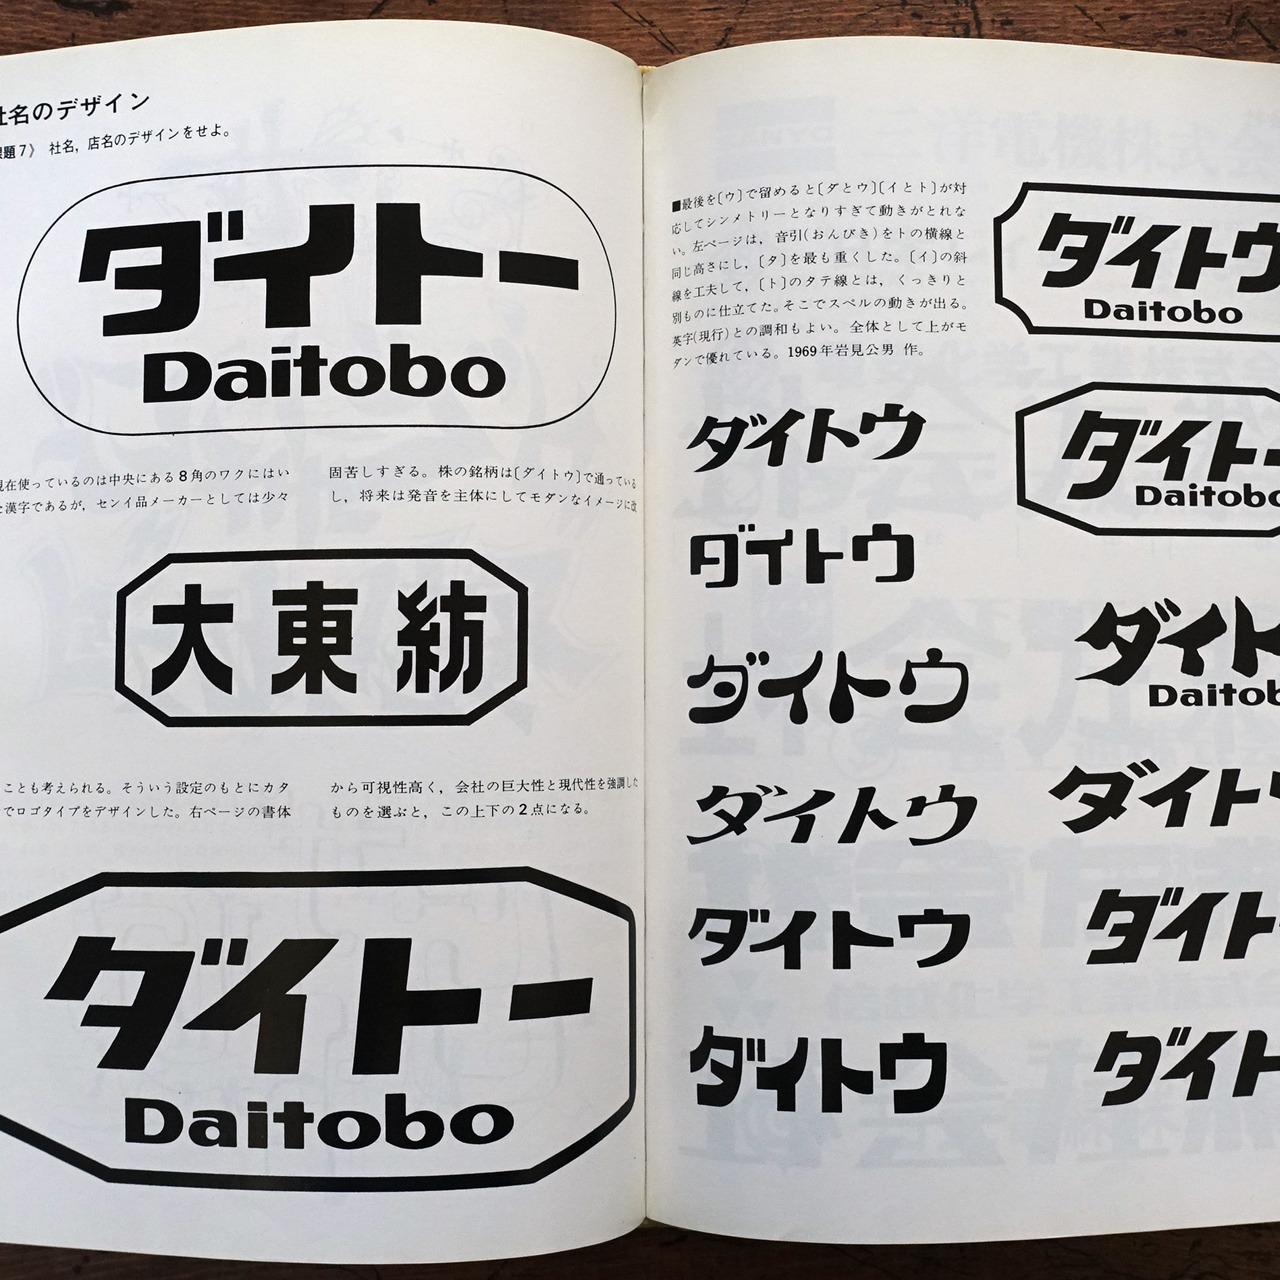 社名のデザイン
課題7》 社名，店名のデザインをせよ。
ダイトー
Daitobo
現在使っているのは中央にある8角のワクにはい
漢字であるが，センイ品メーカーとしては少々
固苦しすぎる。株の銘柄は〔ダイトウ〕で通っている
し，将来は発音を主体にしてモダンなイメージに改
大東紡
ことも考えられる。そういう設定のもとにカタ
でロゴタイプをデザインした。右ページの書体
から可視性高く，会社の巨大性と現代性を強調した
ものを選ぶと，この上下の2点になる。
ダイトー
Daitobo
■最後を〔ウ〕で留めると〔ダとウ〕〔イとト〕が対
応してシンメトリーとなりすぎて動きがとれな
い。左ページは，音引（おんびき）をトの横線と
同じ高さにし，〔タ〕を最も重くした。〔イ〕の斜
線を工夫して，〔ト〕のタテ線とは，くっきりと
別ものに仕立てた。そこでスペルの動きが出る。
英字（現行）との調和もよい。全体として上がモ
ダンで優れている。1969年岩見公男 作。
ダイトウ
ダイトウ
ダイトウ
ダイトウ
ダイトウ
ダイトウ
ダイトウ
Daitobo
ダイトー
Daitobo
ダイト
Daitob
ダイト
ダイト
ダイト